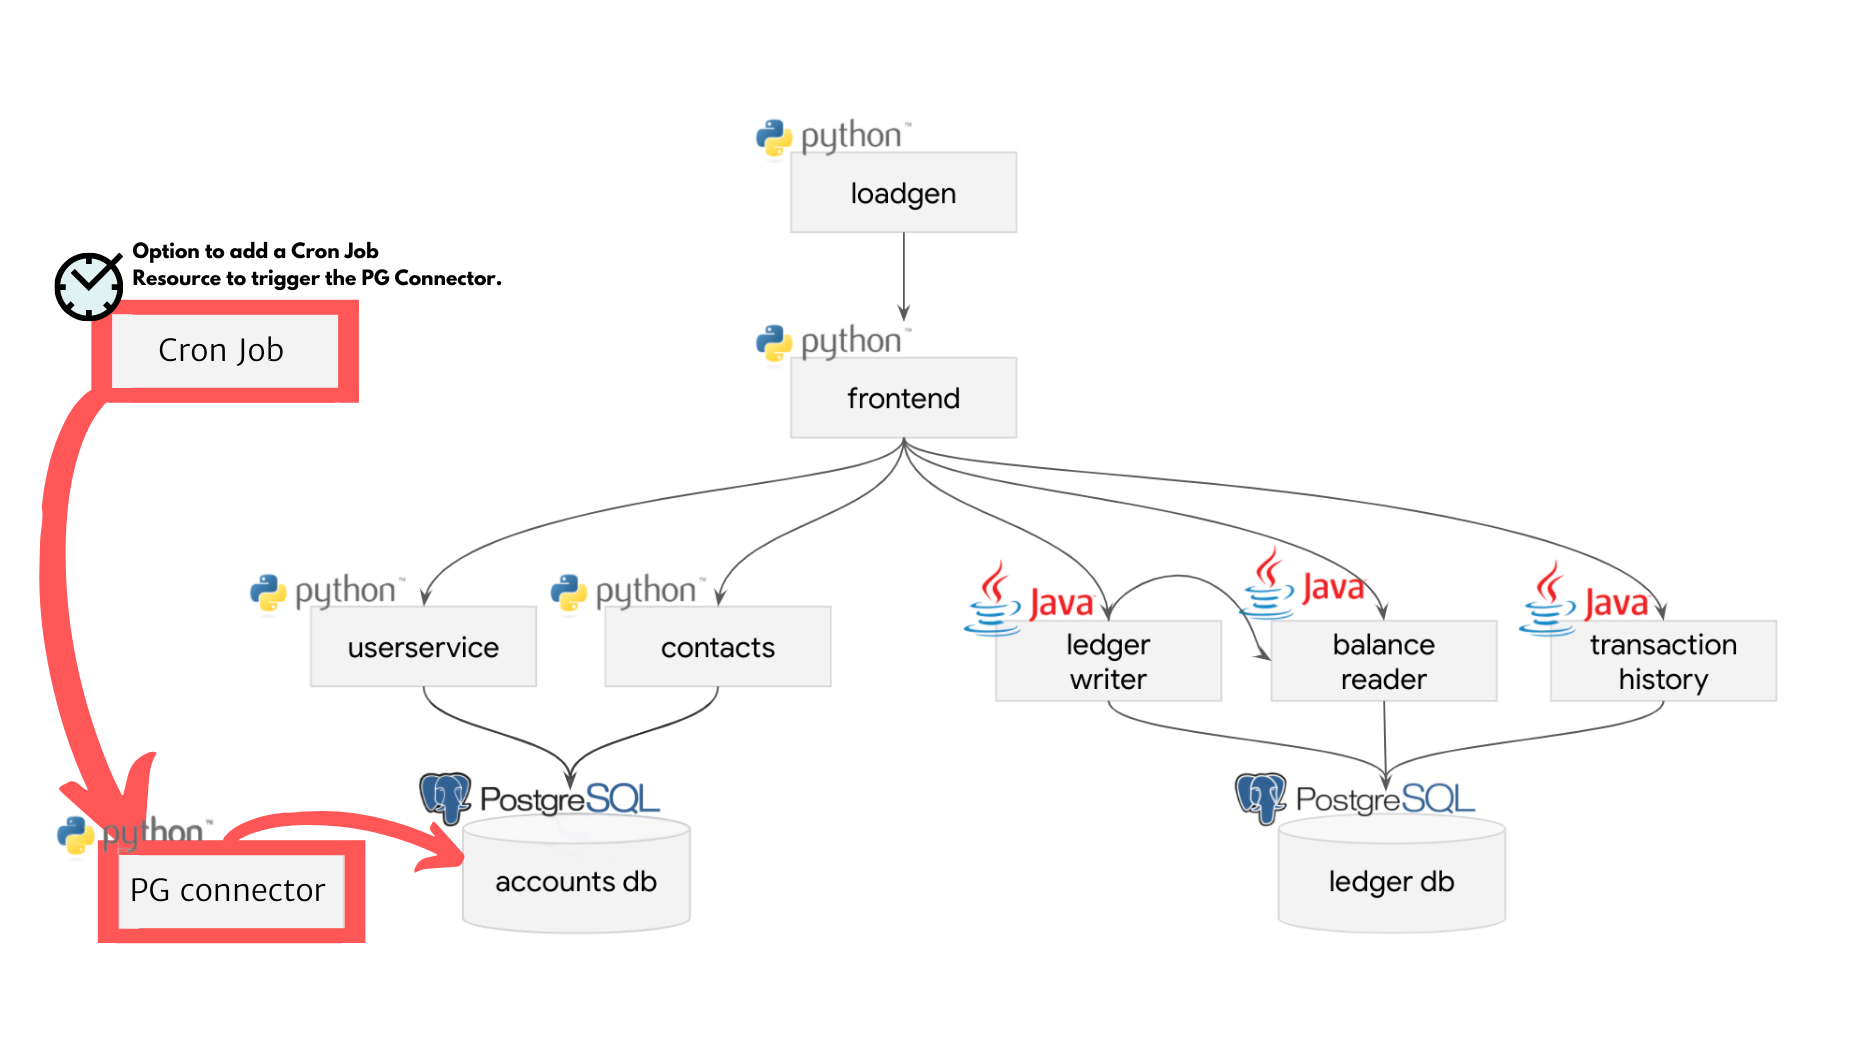 python™
loadgen
Option to add a Cron Job
Resource to trigger the PG Connector.
Cron Job
python™
frontend
python™
userservice
python™
contacts
Java
ledger
writer
Java
balance
reader
Java
transaction
history
python™
PG connector
PostgreSQL
accounts db
PostgreSQL
ledger db